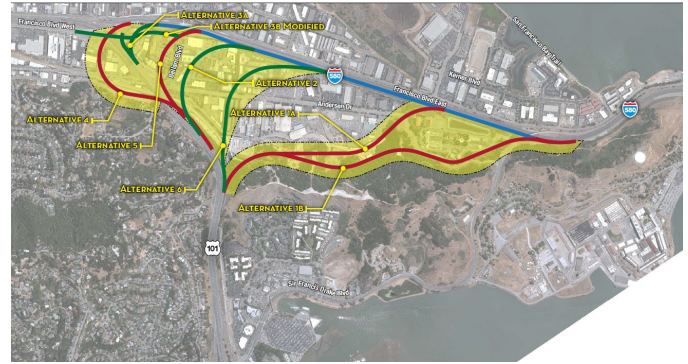 Alternative 3A
Francisco Blvd West
Alternative 3B Modified
San Francisco Bay Trail
Bellam Blvd
580
Kerner Blvd
Alternative 2
Francisco Blvd East
Andersen Dr
Alternative 1A
580
Alternative 4
Alternative 5
Alternative 6
Alternative 1B
101
Sir Francis Drake Blvd